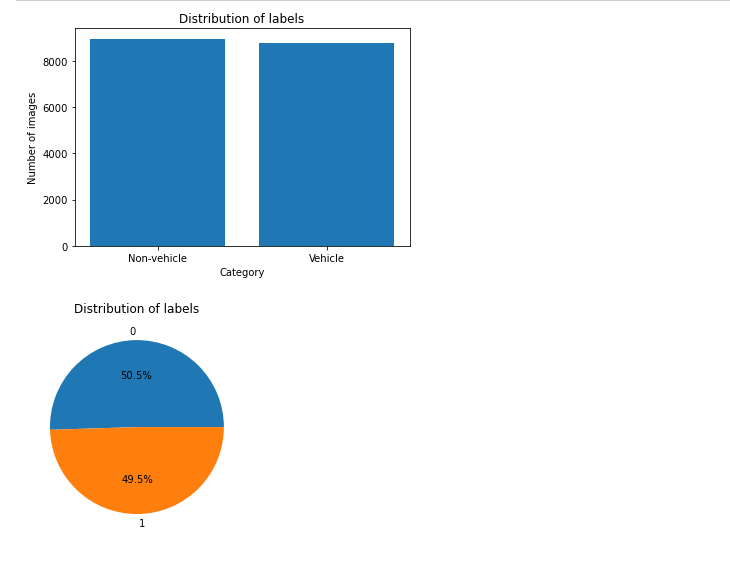 Distribution of labels
8000
6000
4000
2000
0
Number of images
Non-vehicle
Vehicle
Category
Distribution of labels
0
50.5%
49.5%
1